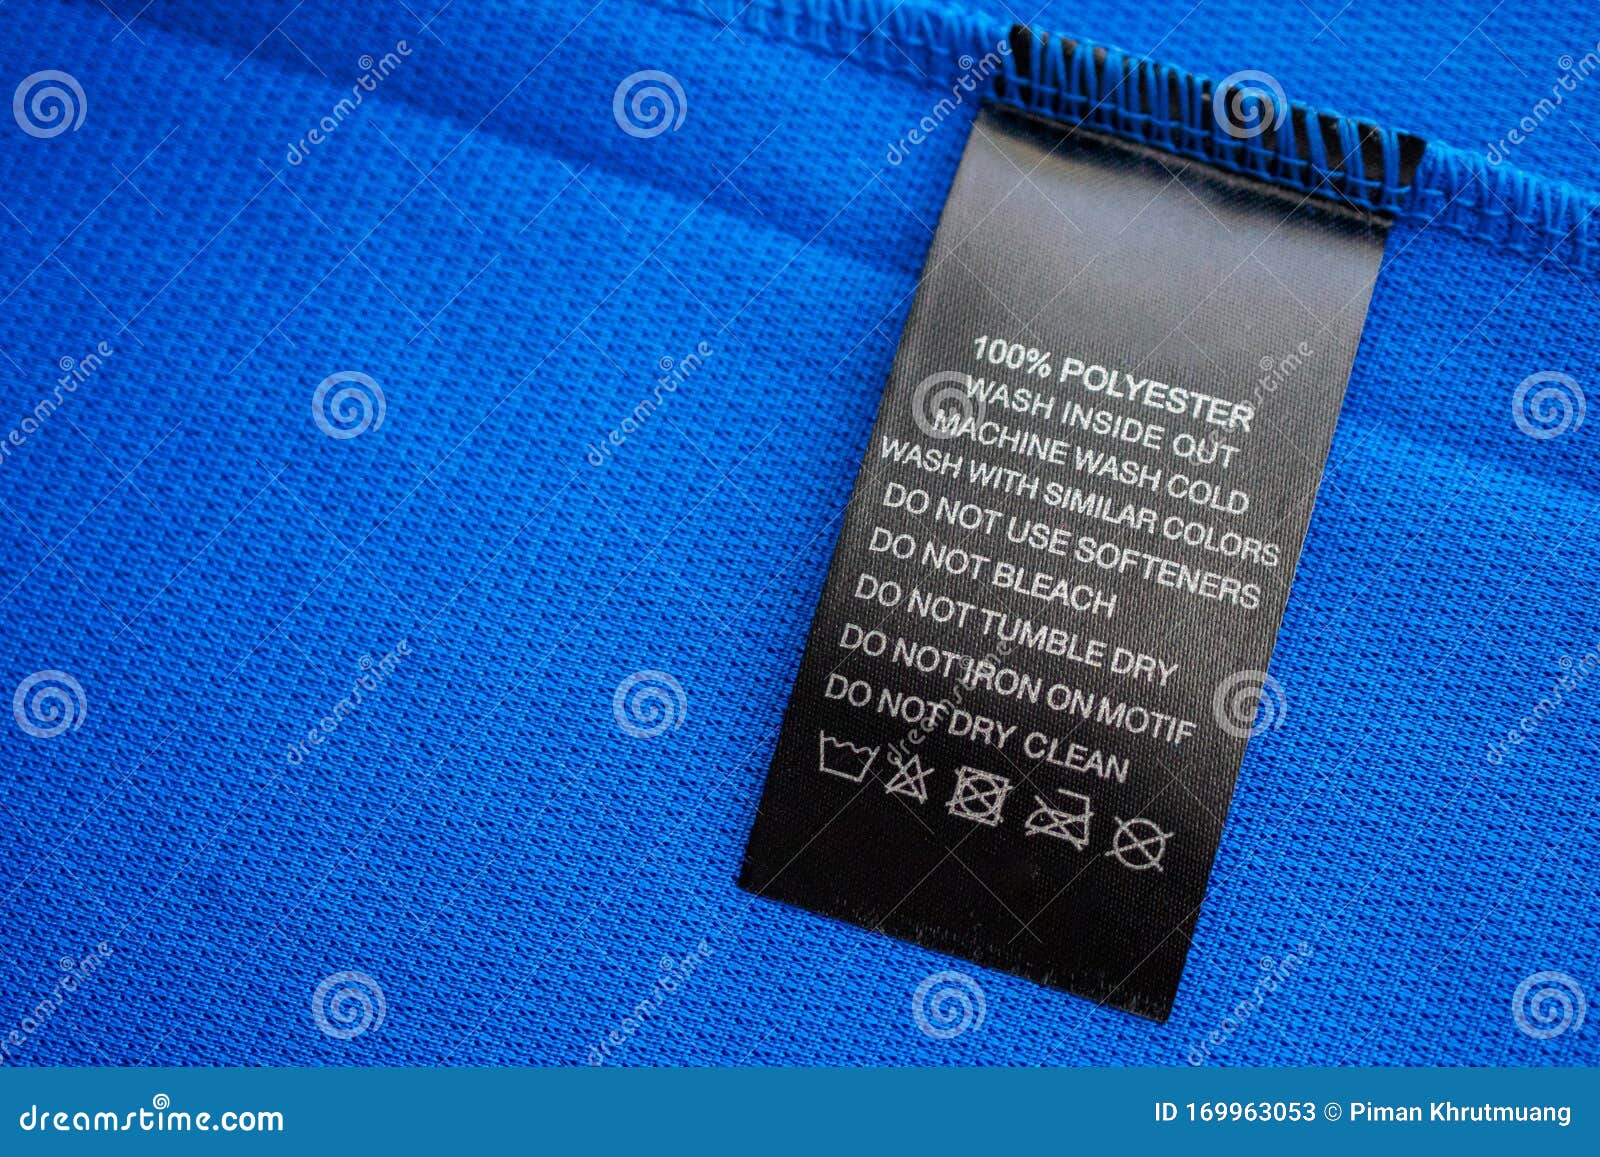 100% POLYESTER
WASH INSIDE OUT
MACHINE WASH COLD
WASH WITH SIMILAR COLORS
DO NOT USE SOFTENERS
DO NOT BLEACH
DO NOT TUMBLE DRY
DO NOT IRON ON MOTIF
DO NOT DRY CLEAN
dreamstime.com
ID 169963053 © Piman Khrutmuang